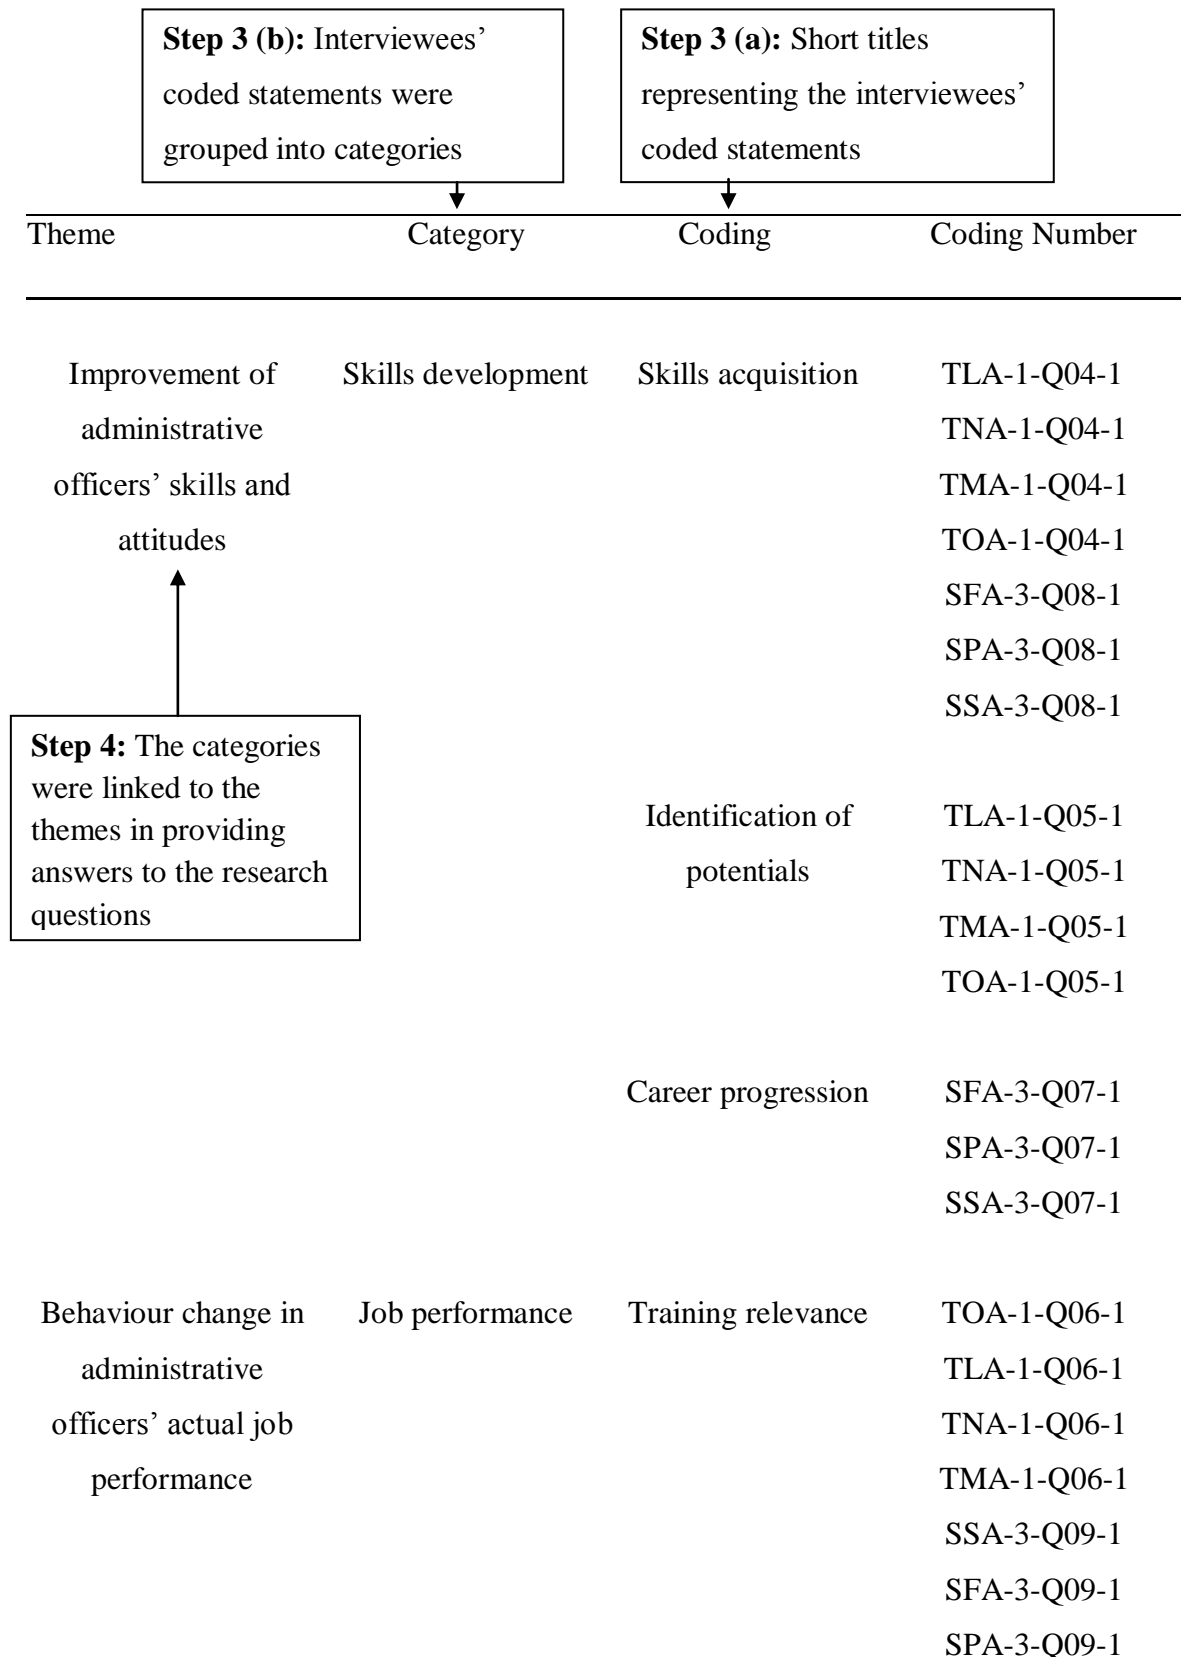 Step 3 (b): Interviewees’
coded statements were
grouped into categories
Step 3 (a): Short titles
representing the interviewees’
coded statements
Theme Category Coding Coding Number
Improvement of Skills development Skills acquisition TLA-1-Q04-1
administrative TNA-1-Q04-1
officers’ skills and TMA-1-Q04-1
attitudes TOA-1-Q04-1
SFA-3-Q08-1
SPA-3-Q08-1
SSA-3-Q08-1
Step 4: The categories
were linked to the
themes in providing
answers to the research
questions
Identification of TLA-1-Q05-1
potentials TNA-1-Q05-1
TMA-1-Q05-1
TOA-1-Q05-1
Career progression SFA-3-Q07-1
SPA-3-Q07-1
SSA-3-Q07-1
Behaviour change in Job performance Training relevance TOA-1-Q06-1
administrative TLA-1-Q06-1
officers’ actual job TNA-1-Q06-1
performance TMA-1-Q06-1
SSA-3-Q09-1
SFA-3-Q09-1
SPA-3-Q09-1